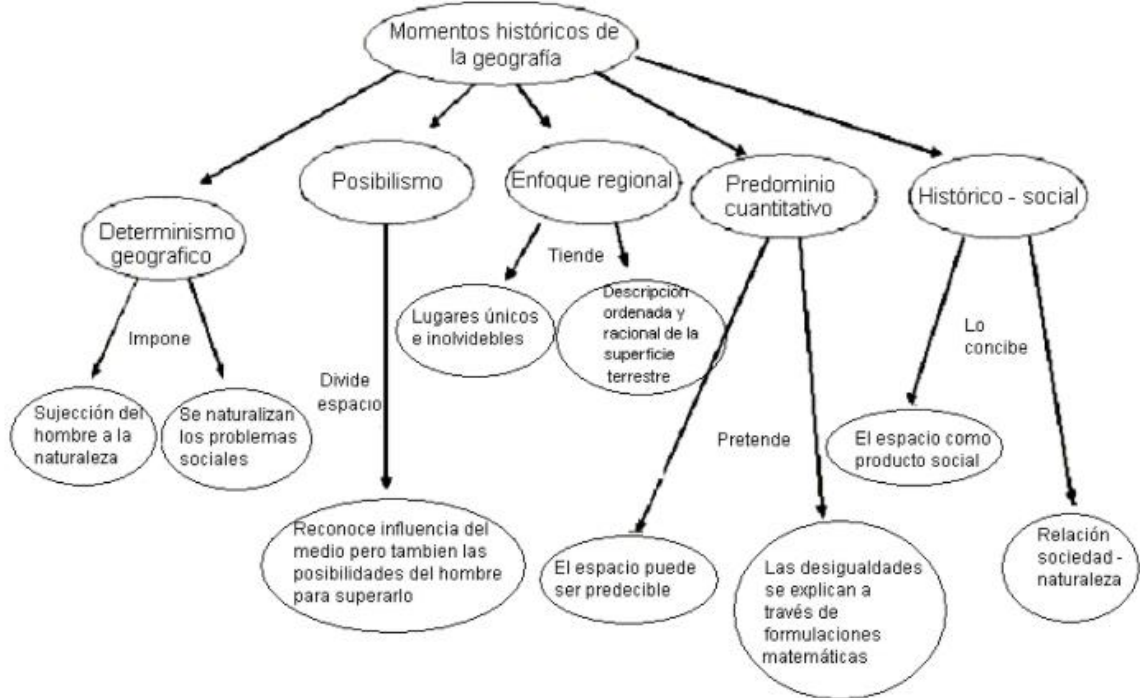 Momentos históricos de
la geografía
Determinismo
geografico
Posibilismo
Enfoque regional
Predominio
cuantitativo
Histórico - social
Impone
Sujección del
hombre a la
naturaleza
Se naturalizan
los problemas
sociales
Divide
espacio
Reconoce influencia del
medio pero tambien las
posibilidades del hombre
para superarlo
Tiende
Lugares únicos
e inolvidebles
Descripción
ordenada y
racional de la
superficie
terrestre
Pretende
El espacio puede
ser predecible
Las desigualdades
se explican a
través de
formulaciones
matemáticas
Lo
concibe
El espacio como
producto social
Relación
sociedad -
naturaleza